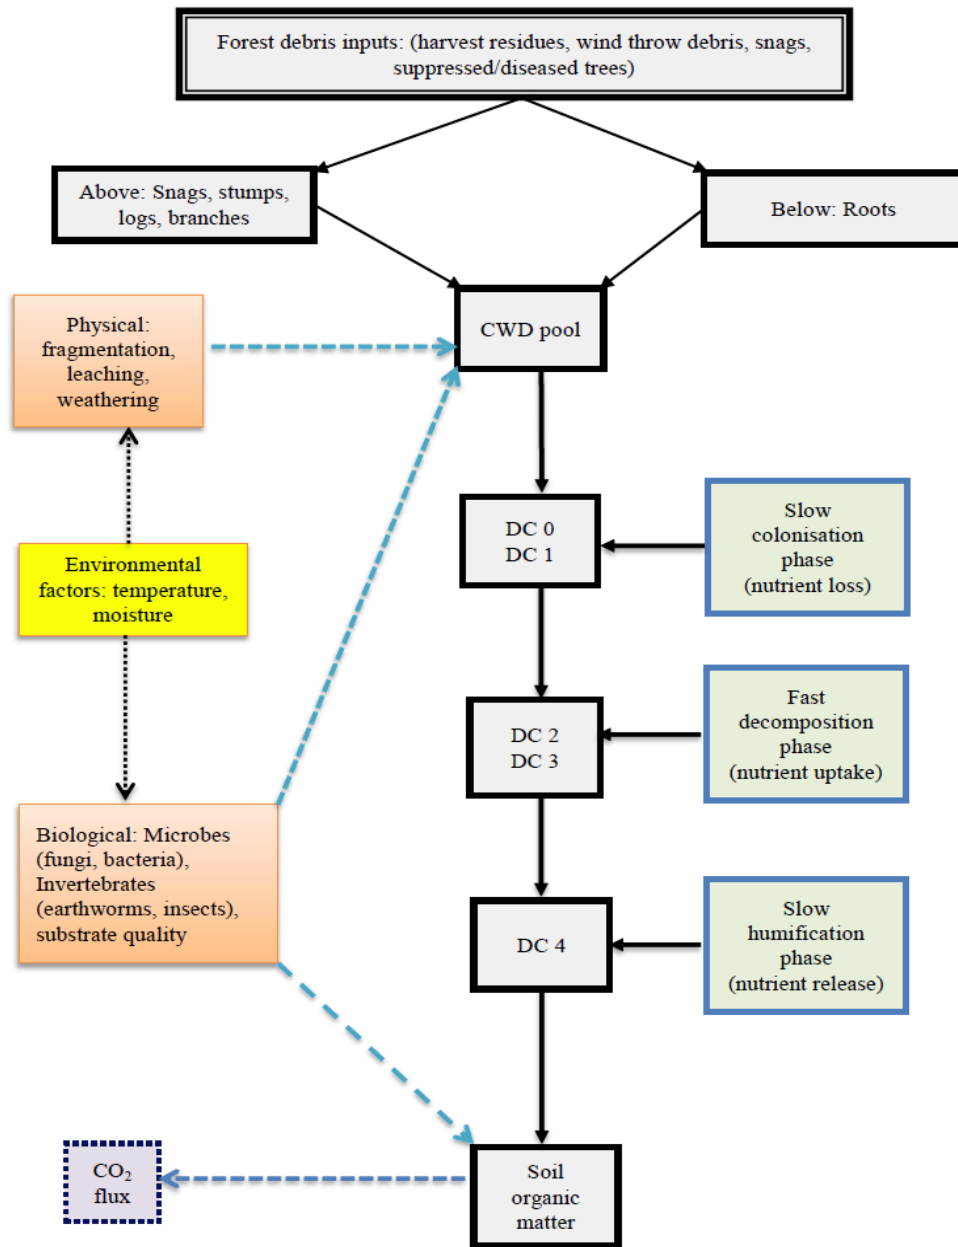 Forest debris inputs: (harvest residues, wind throw debris, snags,
suppressed/diseased trees)
Above: Snags, stumps,
logs, branches
Below: Roots
Physical:
fragmentation,
leaching,
weathering
CWD pool
Environmental
factors: temperature,
moisture
DC 0
DC 1
Slow
colonisation
phase
(nutrient loss)
DC 2
DC 3
Fast
decomposition
phase
(nutrient uptake)
Biological: Microbes
(fungi, bacteria),
Invertebrates
(earthworms, insects),
substrate quality
DC 4
Slow
humification
phase
(nutrient release)
CO₂
flux
Soil
organic
matter